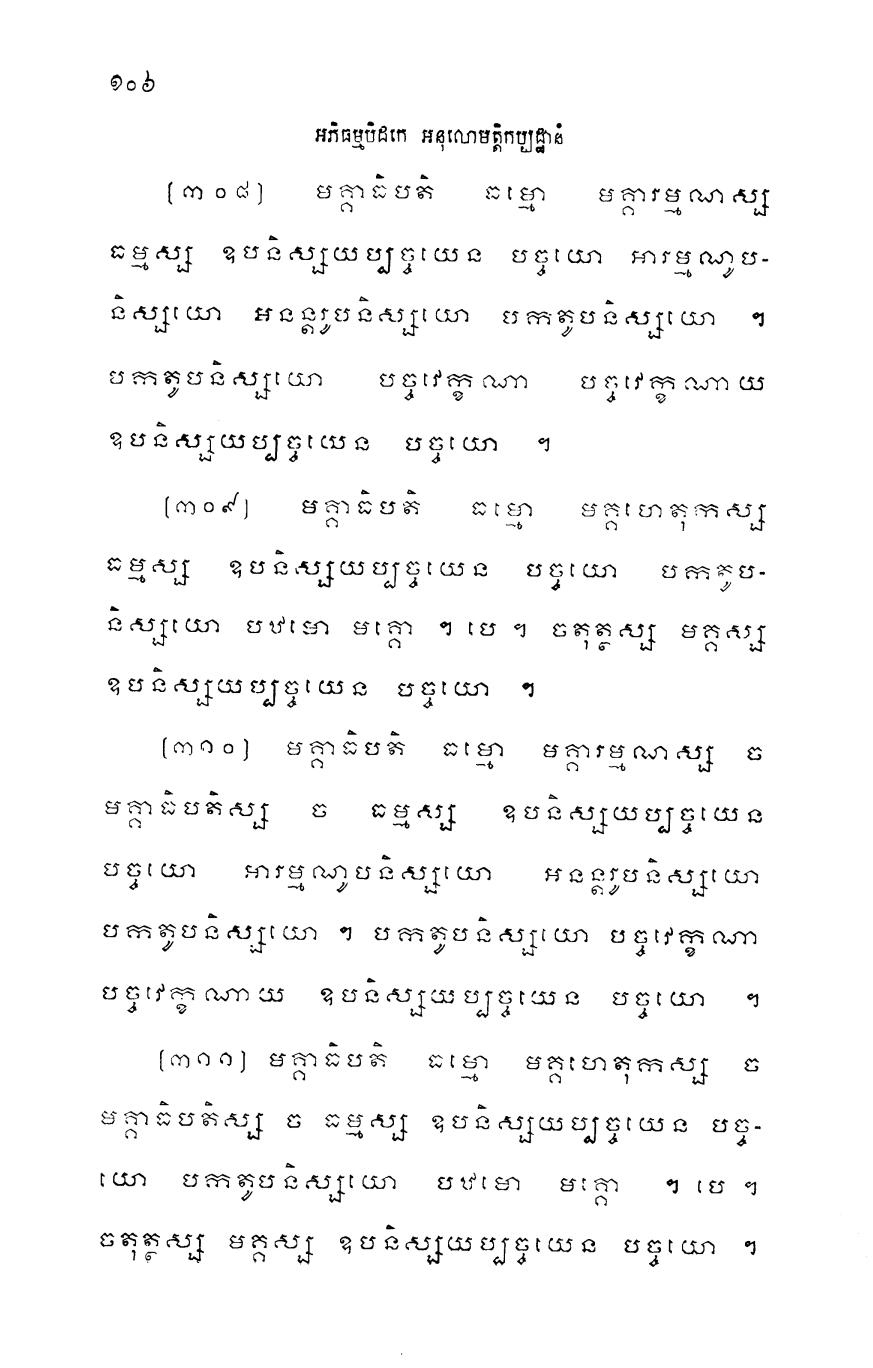 ១០៦
អភិធម្មបិដកេ អនុលោមត្តិកប្បដ្ឋានំ
[៣០៨] មគ្គាធិបតិ ធម្មោ មគ្គារម្មណស្ស
ធម្មស្ស ឧបនិស្សយប្បច្ចយេន បច្ចយោ អារម្មណូប-
និស្សយោ អនន្តរូបនិស្សយោ បកតូបនិស្សយោ ។
បកតូបនិស្សយោ បច្ចវេក្ខណា បច្ចវេក្ខណាយ
ឧបនិស្សយប្បច្ចយេន បច្ចយោ ។
[៣០៩] មគ្គាធិបតិ ធម្មោ មគ្គហេតុកស្ស
ធម្មស្ស ឧបនិស្សយប្បច្ចយេន បច្ចយោ បកតូប-
និស្សយោ បឋមោ មគ្គោ ។ បេ ។ ចតុត្ថស្ស មគ្គស្ស
ឧបនិស្សយប្បច្ចយេន បច្ចយោ ។
[៣១០] មគ្គាធិបតិ ធម្មោ មគ្គារម្មណស្ស ច
មគ្គាធិបតិស្ស ច ធម្មស្ស ឧបនិស្សយប្បច្ចយេន
បច្ចយោ អារម្មណូបនិស្សយោ អនន្តរូបនិស្សយោ
បកតូបនិស្សយោ ។ បកតូបនិស្សយោ បច្ចវេក្ខណា
បច្ចវេក្ខណាយ ឧបនិស្សយប្បច្ចយេន បច្ចយោ ។
[៣១១] មគ្គាធិបតិ ធម្មោ មគ្គហេតុកស្ស ច
មគ្គាធិបតិស្ស ច ធម្មស្ស ឧបនិស្សយប្បច្ចយេន បច្ច-
យោ បកតូបនិស្សយោ បឋមោ មគ្គោ ។ បេ ។
ចតុត្ថស្ស មគ្គស្ស ឧបនិស្សយប្បច្ចយេន បច្ចយោ ។